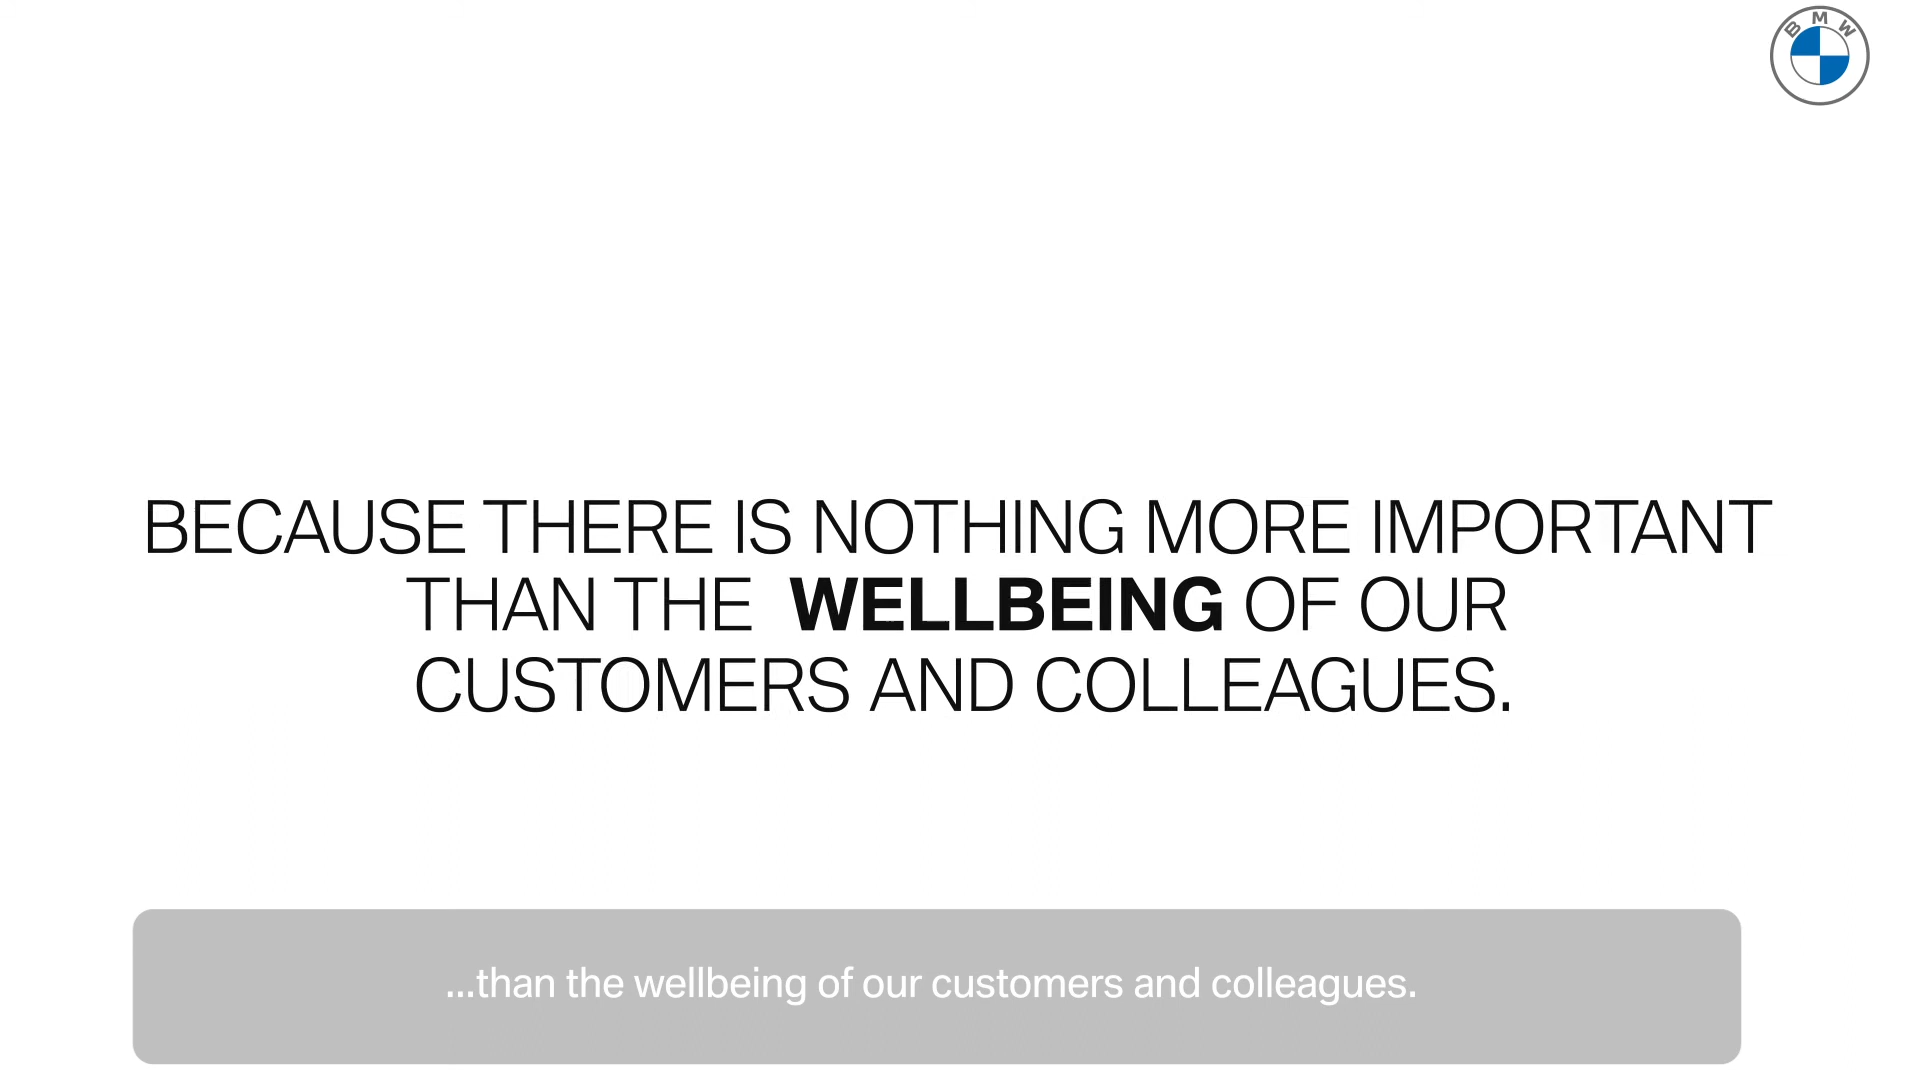 BMW
BECAUSE THERE IS NOTHING MORE IMPORTANT
THAN THE WELLBEING OF OUR
CUSTOMERS AND COLLEAGUES.
...than the wellbeing of our customers and colleagues.